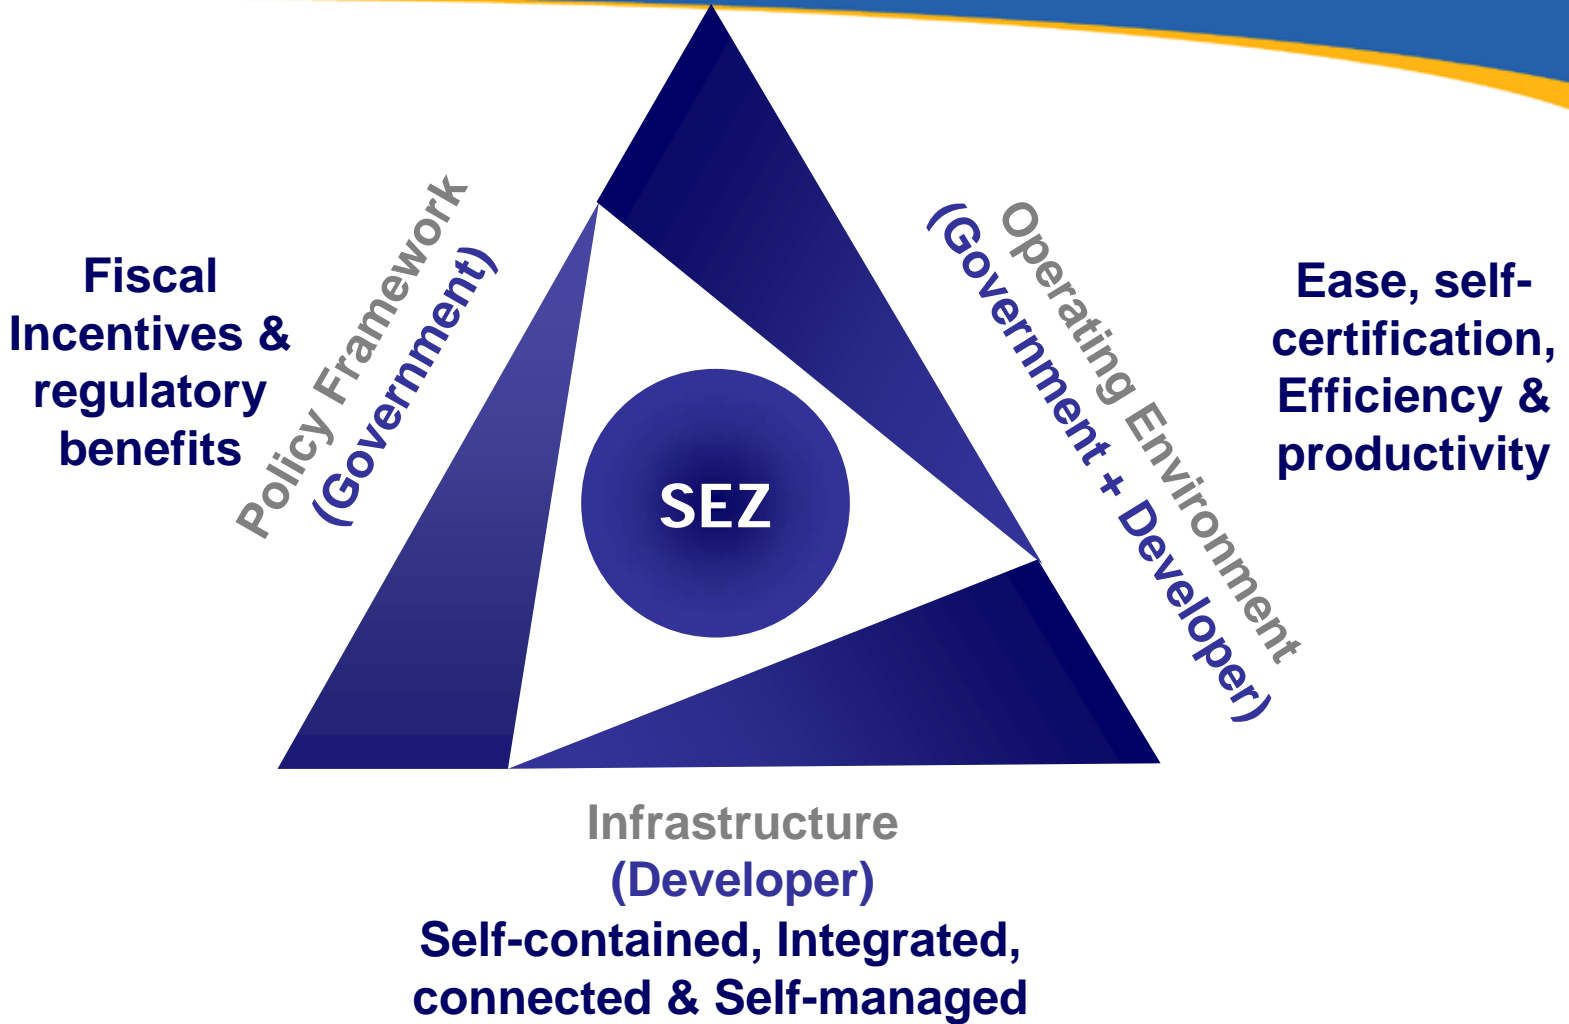 Fiscal
Incentives &
regulatory
benefits
Policy Framework
(Government)
SEZ
Operating Environment
(Government + Developer)
Ease, self-
certification,
Efficiency &
productivity
Infrastructure
(Developer)
Self-contained, Integrated,
connected & Self-managed